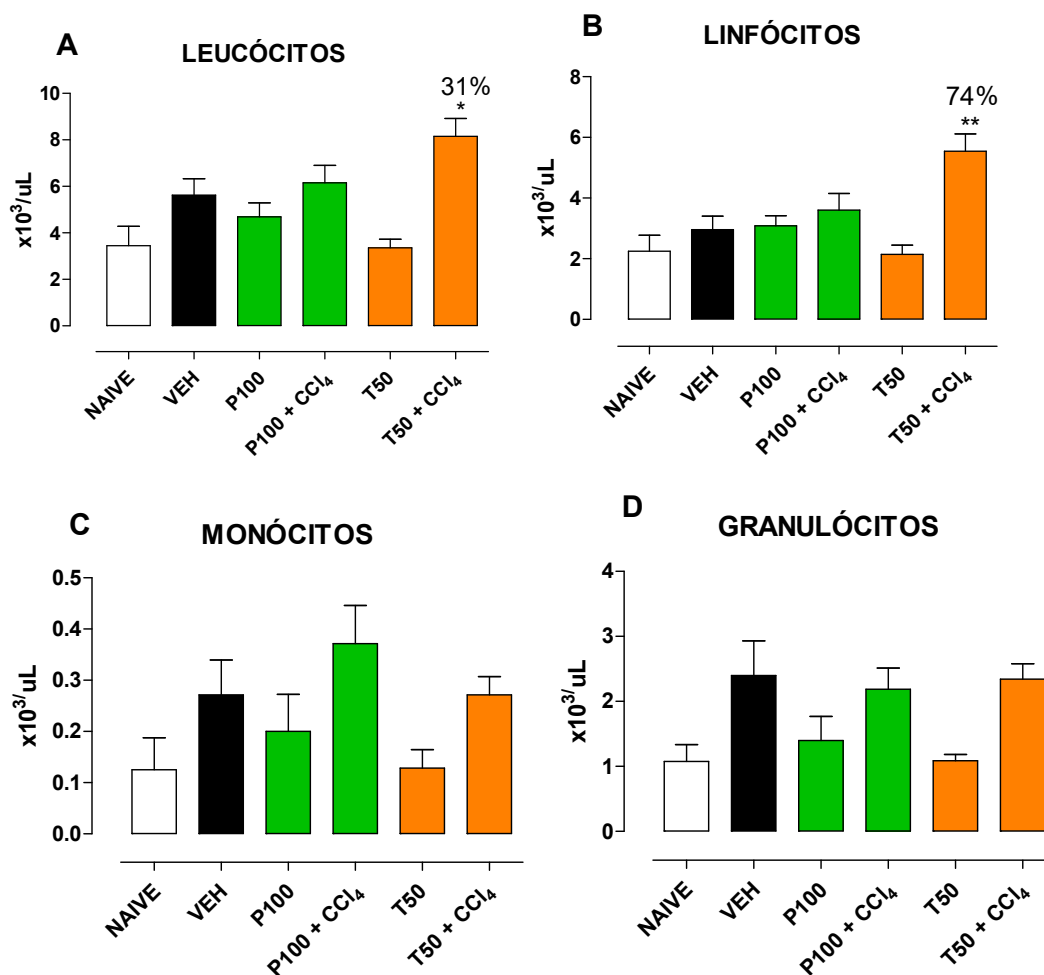 A
LEUCÓCITOS
31%
*
x10³/uL
10
8
6
4
2
0
NAIVE
VEH
P100
P100 + CCl₄
T50
T50 + CCl₄
B
LINFÓCITOS
74%
**
x10³/uL
8
6
4
2
0
NAIVE
VEH
P100
P100 + CCl₄
T50
T50 + CCl₄
C
MONÓCITOS
x10³/uL
0.5
0.4
0.3
0.2
0.1
0.0
NAIVE
VEH
P100
P100 + CCl₄
T50
T50 + CCl₄
D
GRANULÓCITOS
x10³/uL
4
3
2
1
0
NAIVE
VEH
P100
P100 + CCl₄
T50
T50 + CCl₄